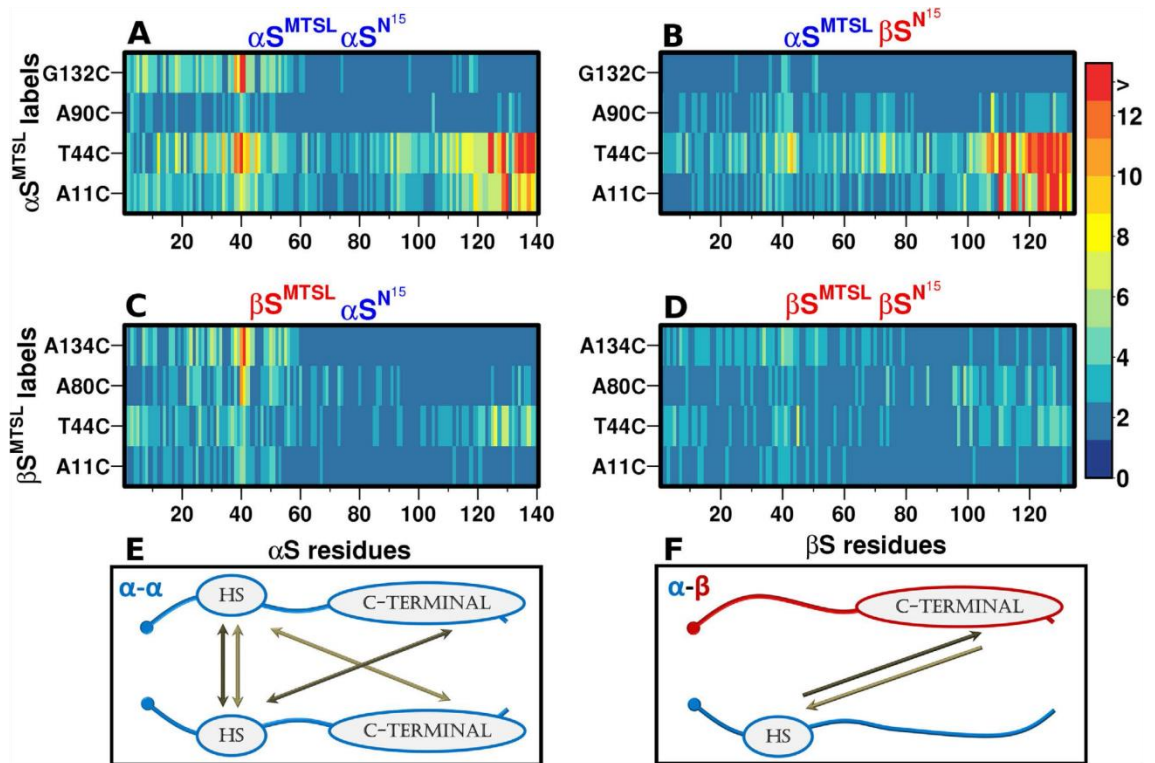 A αS^MTSL αS^N15
B αS^MTSL βS^N15
αS^MTSL labels
G132C
A90C
T44C
A11C
20 40 60 80 100 120 140
G132C
A90C
T44C
A11C
20 40 60 80 100 120
>
12
10
8
6
4
2
0
C βS^MTSL αS^N15
D βS^MTSL βS^N15
βS^MTSL labels
A134C
A80C
T44C
A11C
20 40 60 80 100 120 140
αS residues
A134C
A80C
T44C
A11C
20 40 60 80 100 120
βS residues
E
α-α
HS
C-TERMINAL
HS
C-TERMINAL
F
α-β
C-TERMINAL
HS